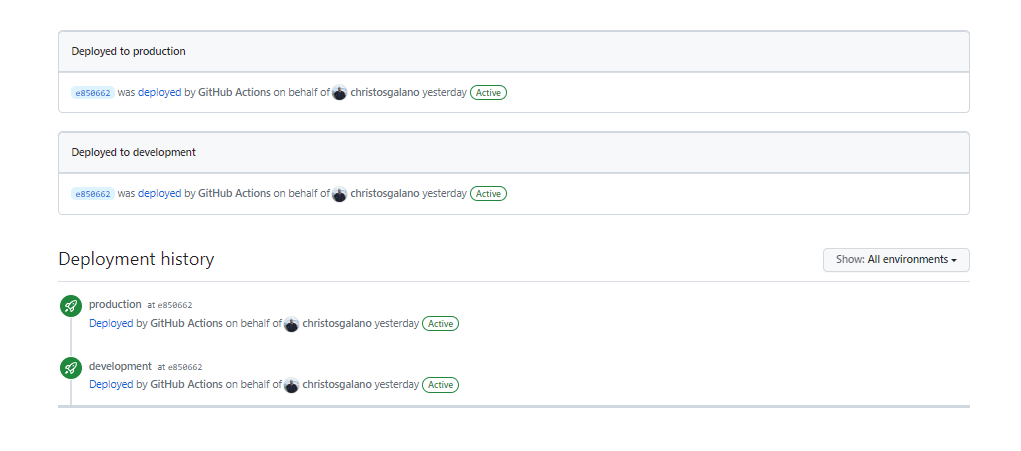 Deployed to production
e850662 was deployed by GitHub Actions on behalf of christosgalano yesterday Active
Deployed to development
e850662 was deployed by GitHub Actions on behalf of christosgalano yesterday Active
Deployment history
Show: All environments
production at e850662
Deployed by GitHub Actions on behalf of christosgalano yesterday Active
development at e850662
Deployed by GitHub Actions on behalf of christosgalano yesterday Active